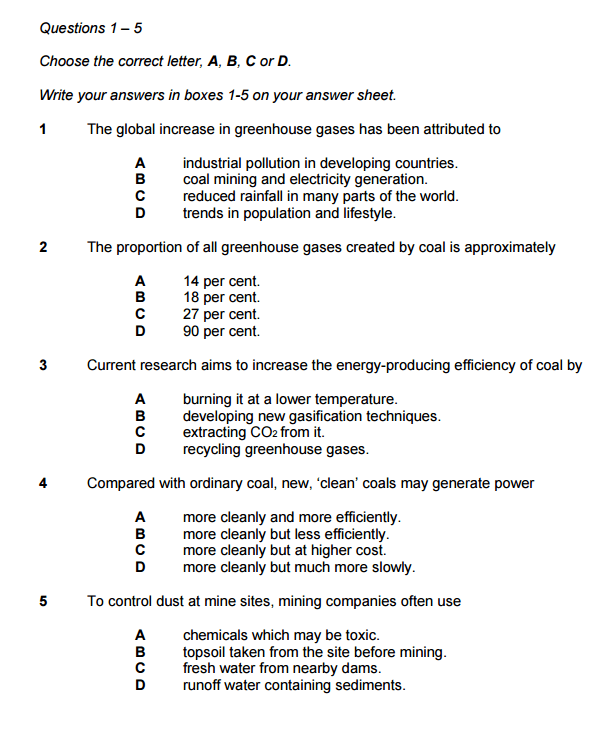 Questions 1 – 5
Choose the correct letter, A, B, C or D.
Write your answers in boxes 1-5 on your answer sheet.
1 The global increase in greenhouse gases has been attributed to
A industrial pollution in developing countries.
B coal mining and electricity generation.
C reduced rainfall in many parts of the world.
D trends in population and lifestyle.
2 The proportion of all greenhouse gases created by coal is approximately
A 14 per cent.
B 18 per cent.
C 27 per cent.
D 90 per cent.
3 Current research aims to increase the energy-producing efficiency of coal by
A burning it at a lower temperature.
B developing new gasification techniques.
C extracting CO2 from it.
D recycling greenhouse gases.
4 Compared with ordinary coal, new, ‘clean’ coals may generate power
A more cleanly and more efficiently.
B more cleanly but less efficiently.
C more cleanly but at higher cost.
D more cleanly but much more slowly.
5 To control dust at mine sites, mining companies often use
A chemicals which may be toxic.
B topsoil taken from the site before mining.
C fresh water from nearby dams.
D runoff water containing sediments.